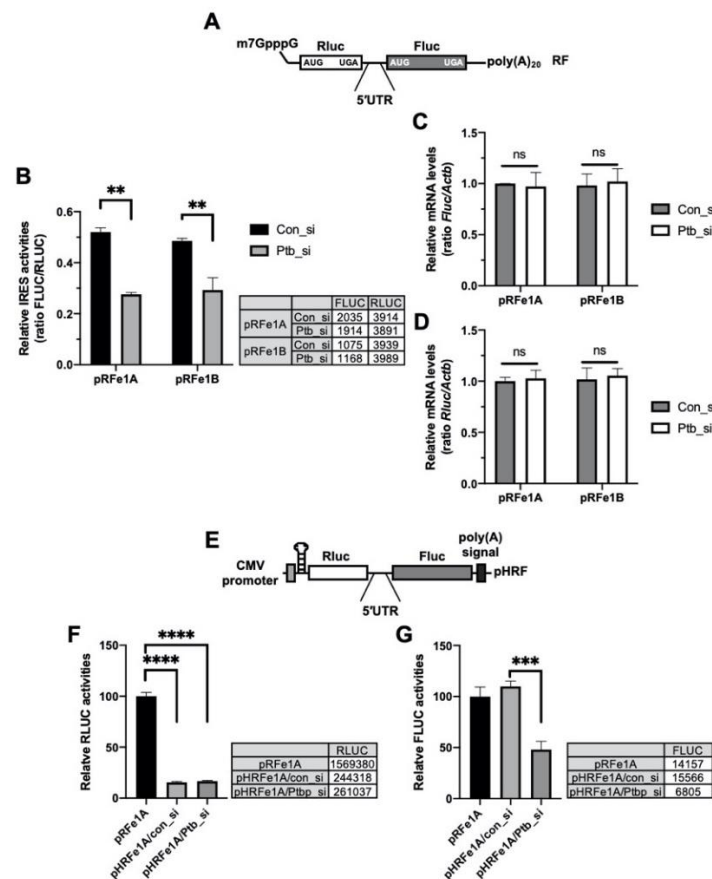 A
m7GpppG
Rluc
Fluc
AUG UGA
AUG UGA
poly(A)20 RF
5'UTR
B
Relative IRES activities
(ratio FLUC/RLUC)
0.6
0.4
0.2
0.0
**
**
pRFe1A
pRFe1B
Con_si
Ptb_si
FLUC RLUC
pRFe1A Con_si 2035 3914
Ptb_si 1914 3891
pRFe1B Con_si 1075 3939
Ptb_si 1168 3989
C
Relative mRNA levels
(ratio Fluc/Actb)
1.5
1.0
0.5
0.0
ns
ns
pRFe1A
pRFe1B
Con_si
Ptb_si
D
Relative mRNA levels
(ratio Rluc/Actb)
1.5
1.0
0.5
0.0
ns
ns
pRFe1A
pRFe1B
Con_si
Ptb_si
E
CMV
promoter
Rluc
Fluc
poly(A)
signal
pHRF
5'UTR
F
Relatve RLUC activities
150
100
50
0
****
****
pRFe1A
pHRFe1A/con_si
pHRFe1A/Ptb_si
RLUC
pRFe1A 1569380
pHRFe1A/con_si 244318
pHRFe1A/Ptbp_si 261037
G
Relatve FLUC activities
150
100
50
0
***
pRFe1A
pHRFe1A/con_si
pHRFe1A/Ptb_si
FLUC
pRFe1A 14157
pHRFe1A/con_si 15566
pHRFe1A/Ptbp_si 6805